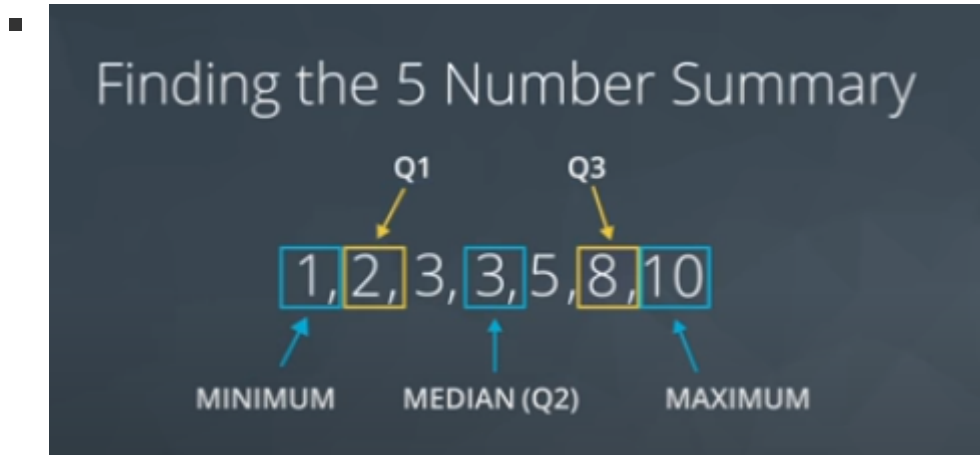 Finding the 5 Number Summary
Q1 Q3
1, 2, 3, 3, 5, 8, 10
MINIMUM MEDIAN (Q2) MAXIMUM